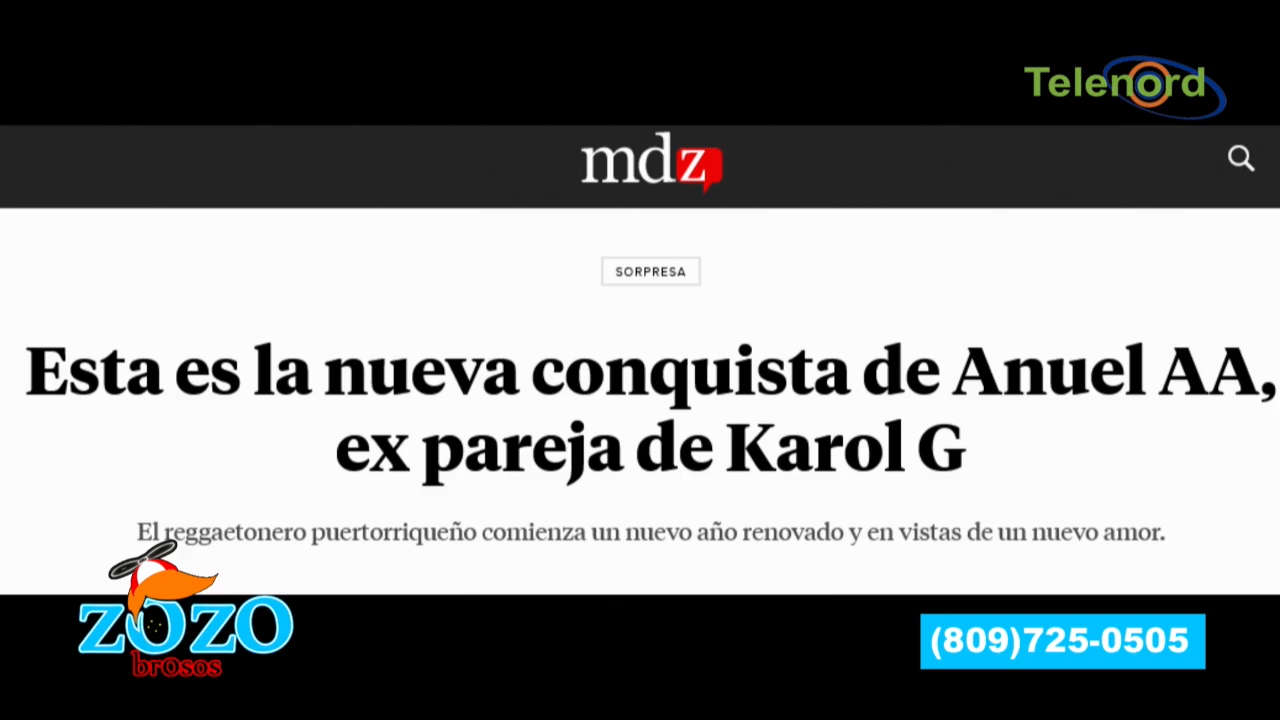 Telenord
mdz
SORPRESA
Esta es la nueva conquista de Anuel AA,
ex pareja de Karol G
El reggaetonero puertorriqueño comienza un nuevo año renovado y en vistas de un nuevo amor.
ZOZO
brOsos
(809)725-0505